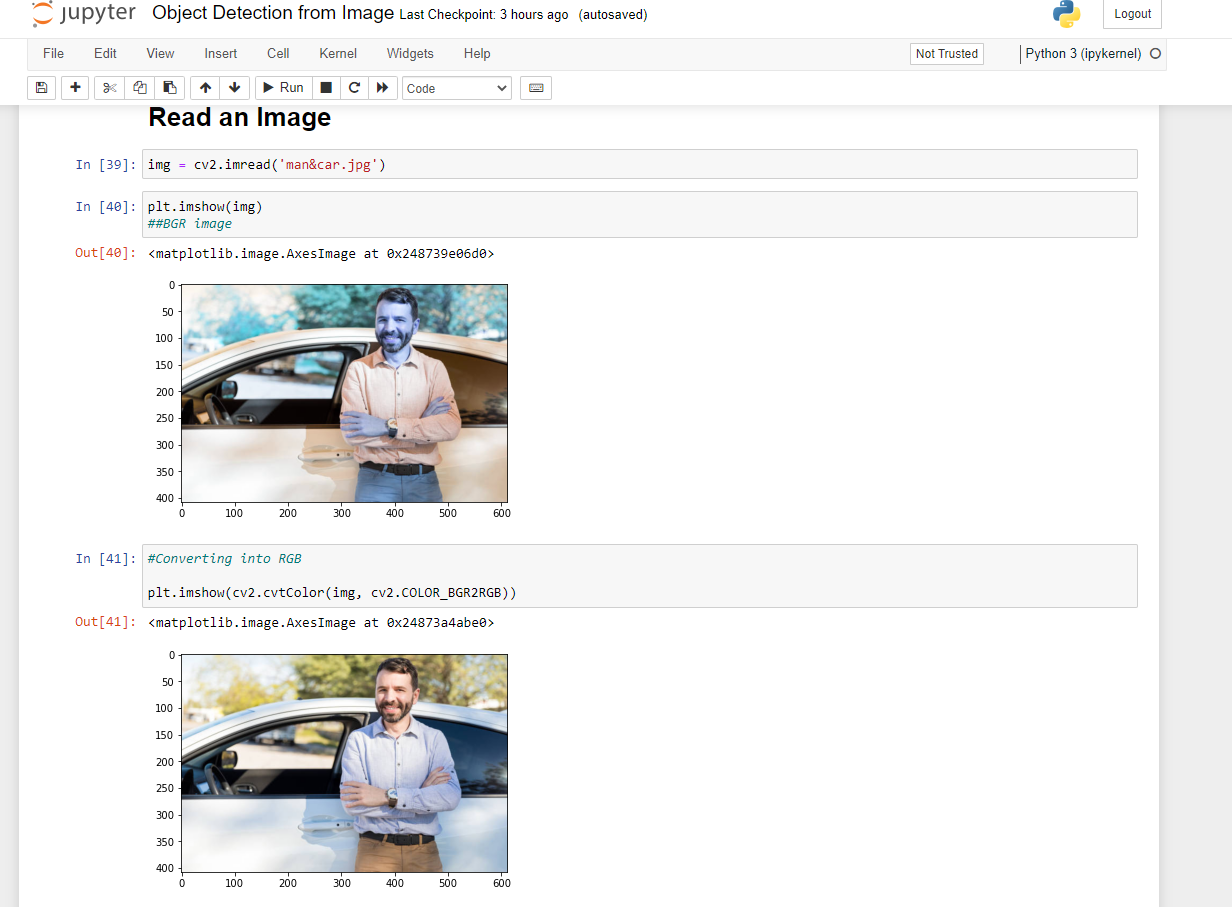 jupyter Object Detection from Image Last Checkpoint: 3 hours ago (autosaved)
Logout
File Edit View Insert Cell Kernel Widgets Help
Not Trusted
Python 3 (ipykernel)
Run
Code
Read an Image
In [39]: img = cv2.imread('man&car.jpg')
In [40]: plt.imshow(img)
##BGR image
Out[40]: <matplotlib.image.AxesImage at 0x248739e06d0>
0
50
100
150
200
250
300
350
400
0 100 200 300 400 500 600
In [41]: #Converting into RGB
plt.imshow(cv2.cvtColor(img, cv2.COLOR_BGR2RGB))
Out[41]: <matplotlib.image.AxesImage at 0x24873a4abe0>
0
50
100
150
200
250
300
350
400
0 100 200 300 400 500 600